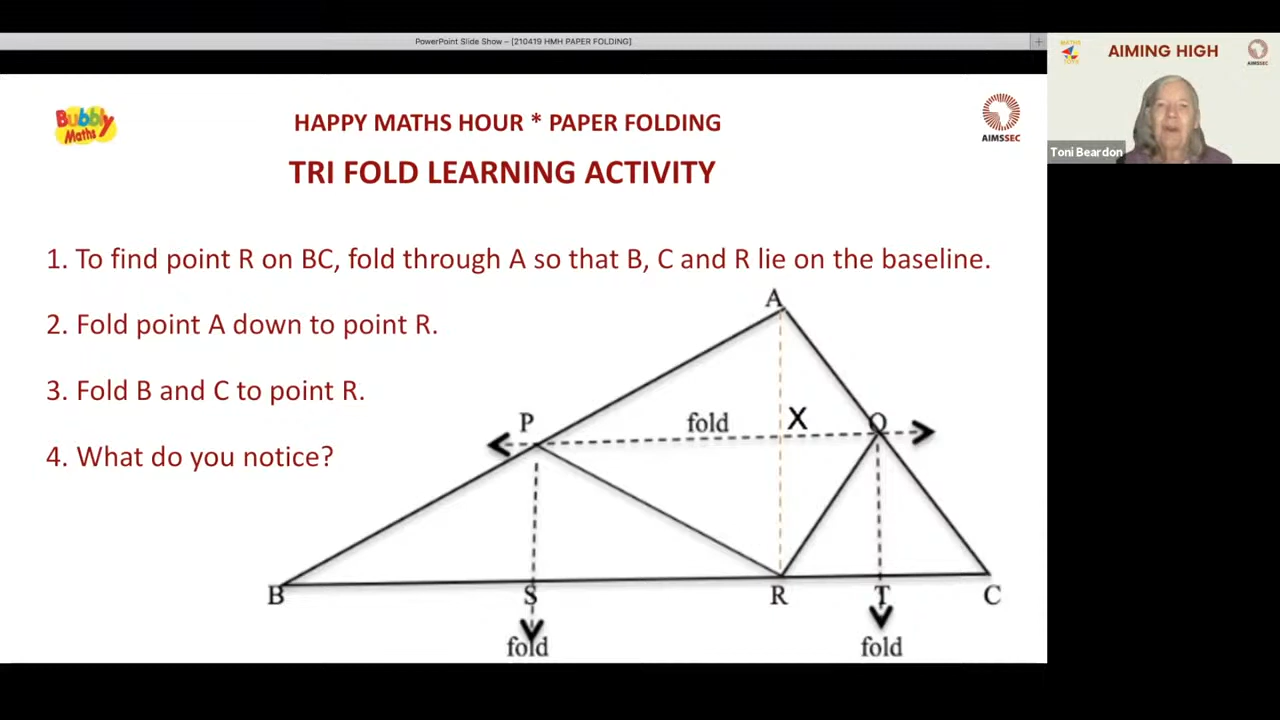 PowerPoint Slide Show – [210419 HMH PAPER FOLDING]
MATHS
TOYS
AIMING HIGH
Toni Beardon
Bubbly
Maths
HAPPY MATHS HOUR * PAPER FOLDING
AIMSSEC
TRI FOLD LEARNING ACTIVITY
1. To find point R on BC, fold through A so that B, C and R lie on the baseline.
2. Fold point A down to point R.
3. Fold B and C to point R.
4. What do you notice?
A
P
fold
X
Q
B
S
R
T
C
fold
fold